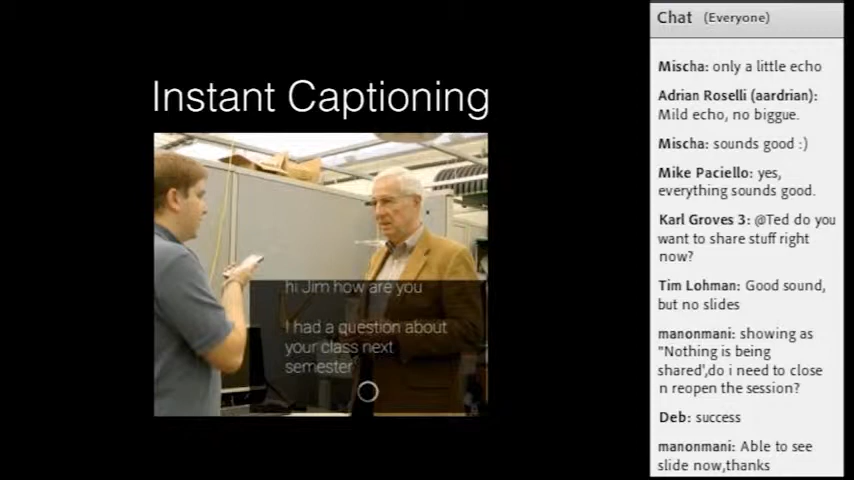 Instant Captioning
hi Jim how are you
I had a question about
your class next
semester
Chat (Everyone)
Mischa: only a little echo
Adrian Roselli (aardrian):
Mild echo, no biggue.
Mischa: sounds good :)
Mike Paciello: yes,
everything sounds good.
Karl Groves 3: @Ted do you
want to share stuff right
now?
Tim Lohman: Good sound,
but no slides
manonmani: showing as
"Nothing is being
shared',do i need to close
n reopen the session?
Deb: success
manonmani: Able to see
slide now,thanks